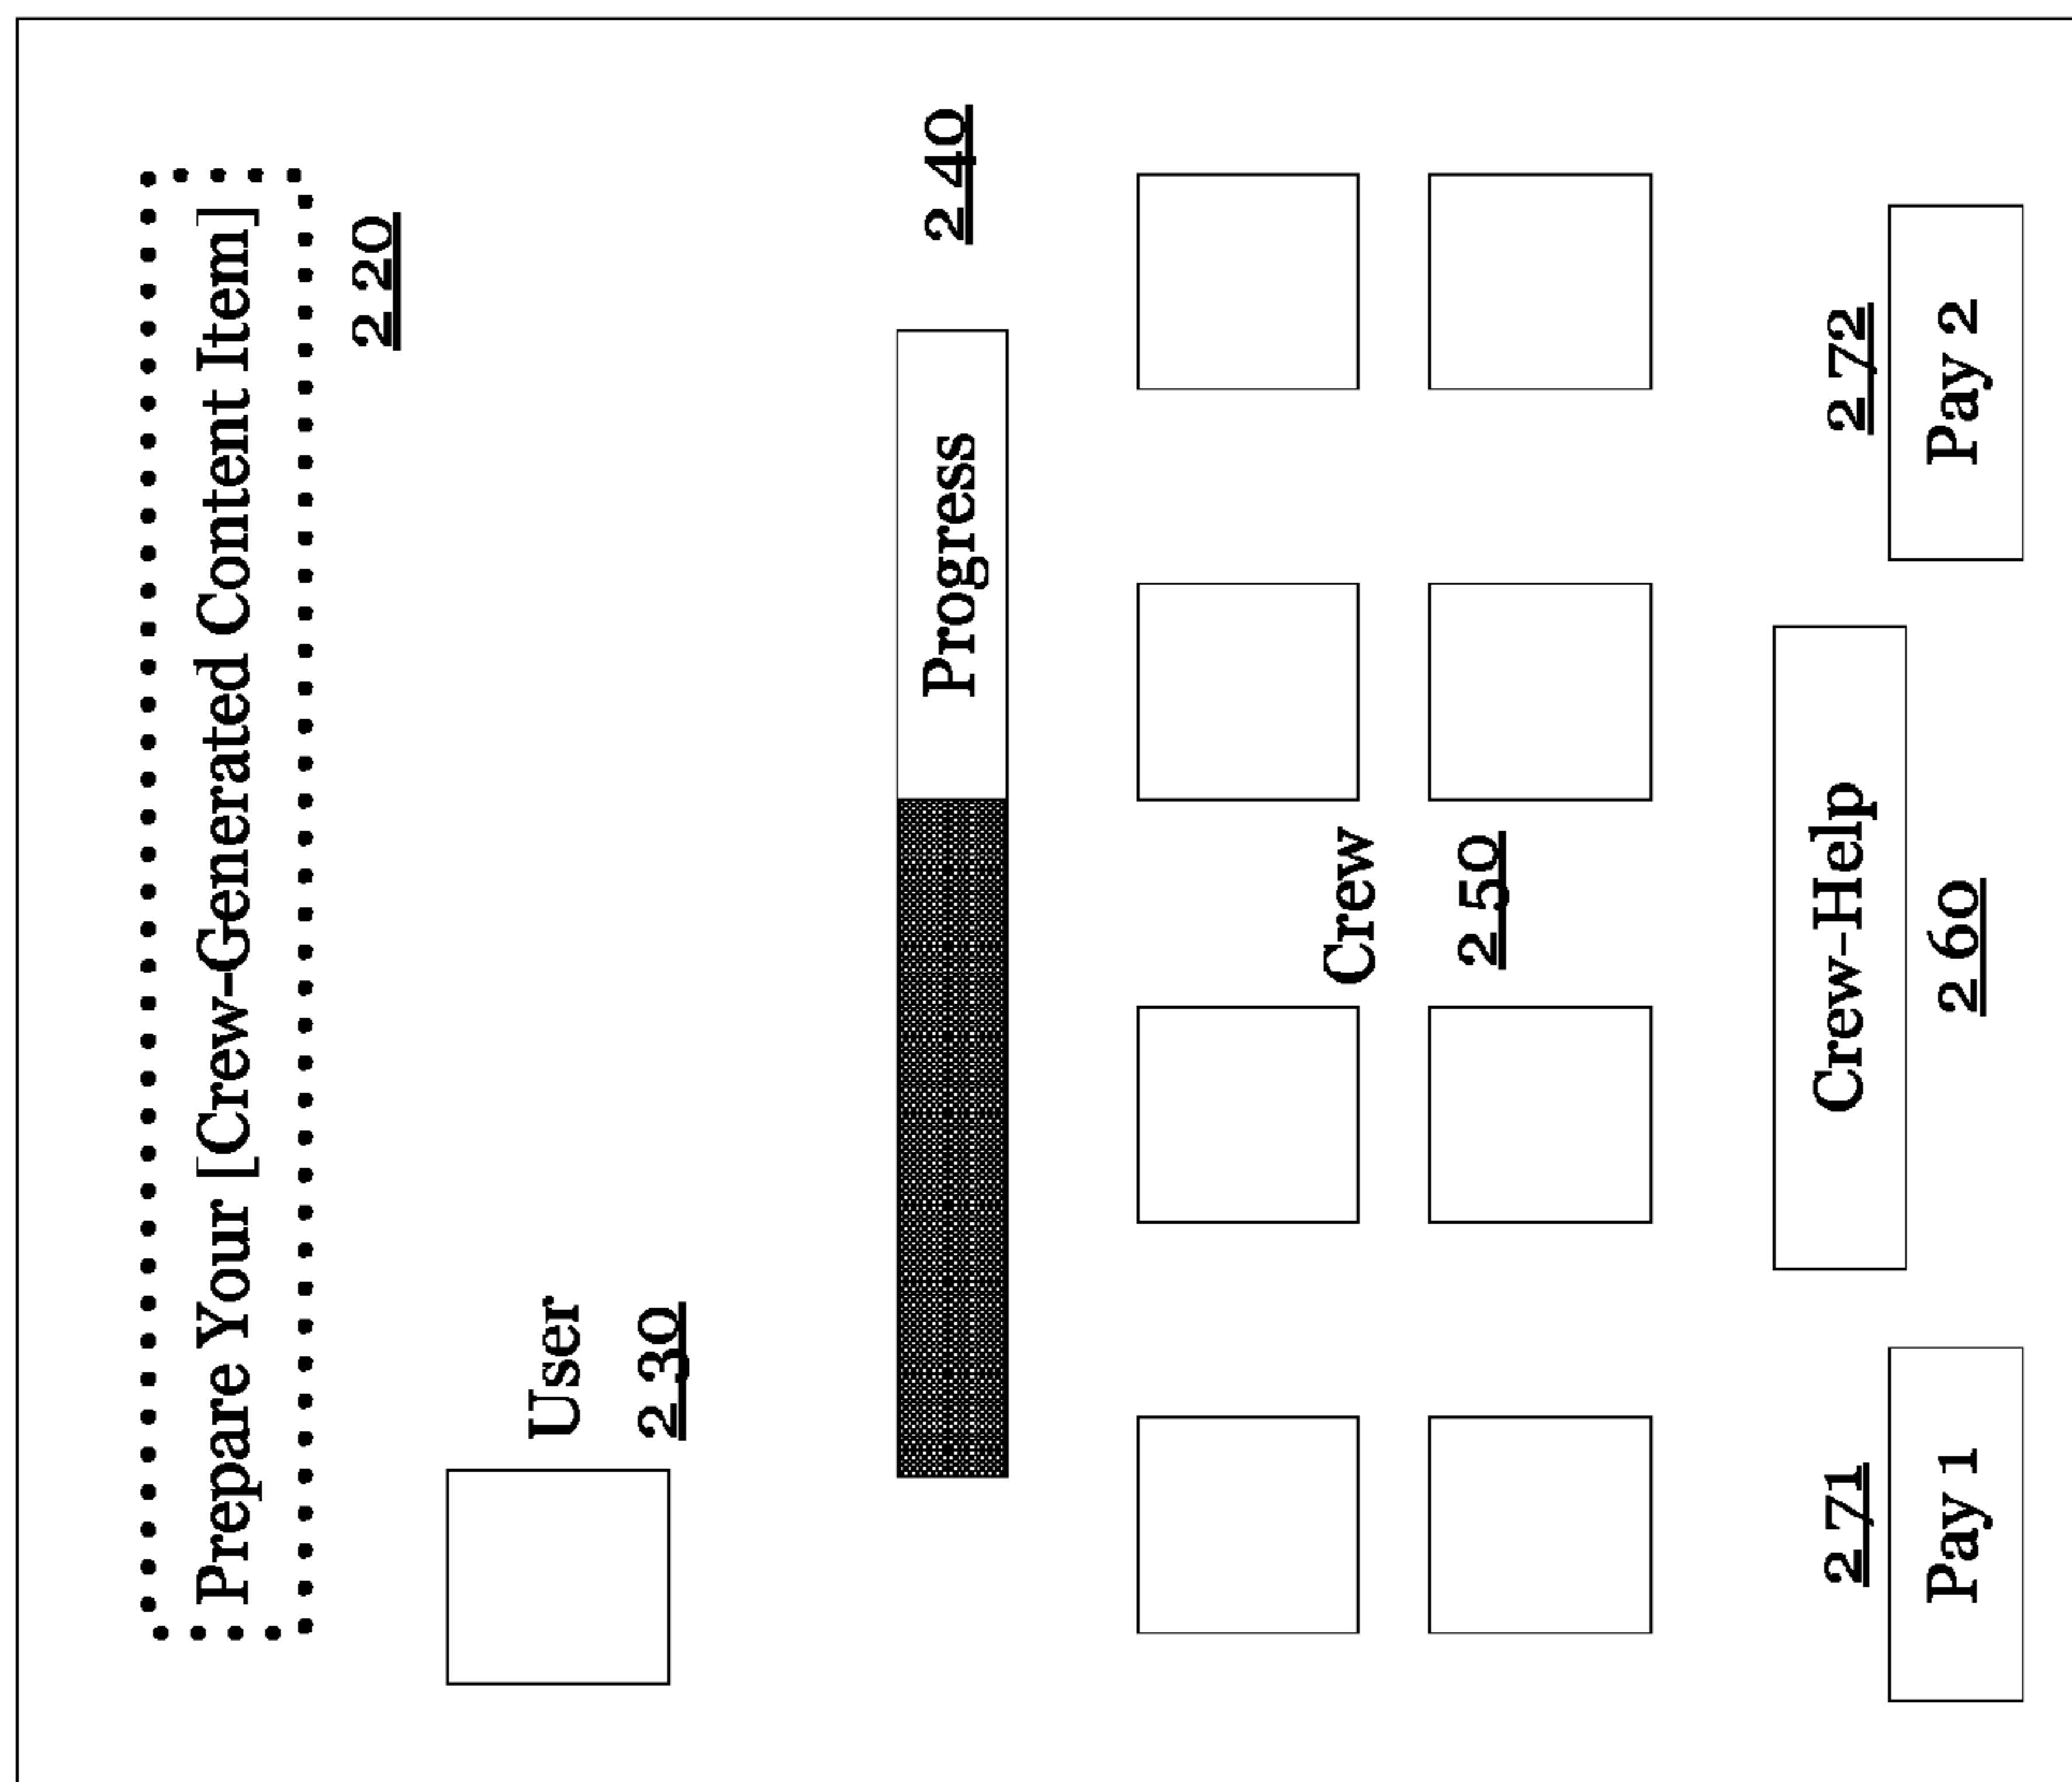 Prepare Your [Crew-Generated Content Item]
220
User
230
240
Progress
Crew
250
271
272
Pay 1
Crew-Help
Pay 2
260